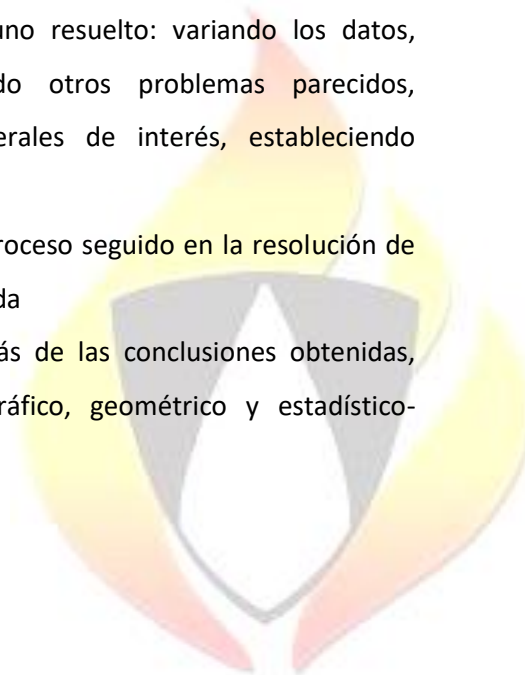 uno resuelto: variando los datos,
do otros problemas parecidos,
erales de interés, estableciendo
roceso seguido en la resolución de
da
ás de las conclusiones obtenidas,
ráfico, geométrico y estadístico-